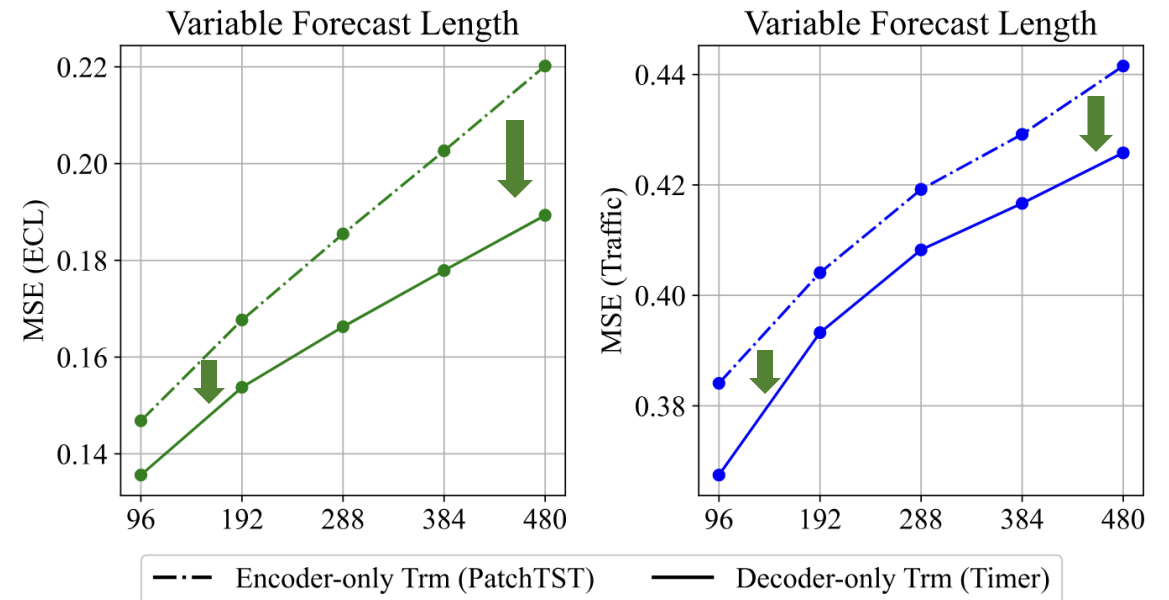 Variable Forecast Length
MSE (ECL)
0.22
0.20
0.18
0.16
0.14
96 192 288 384 480
Variable Forecast Length
MSE (Traffic)
0.44
0.42
0.40
0.38
96 192 288 384 480
Encoder-only Trm (PatchTST)
Decoder-only Trm (Timer)